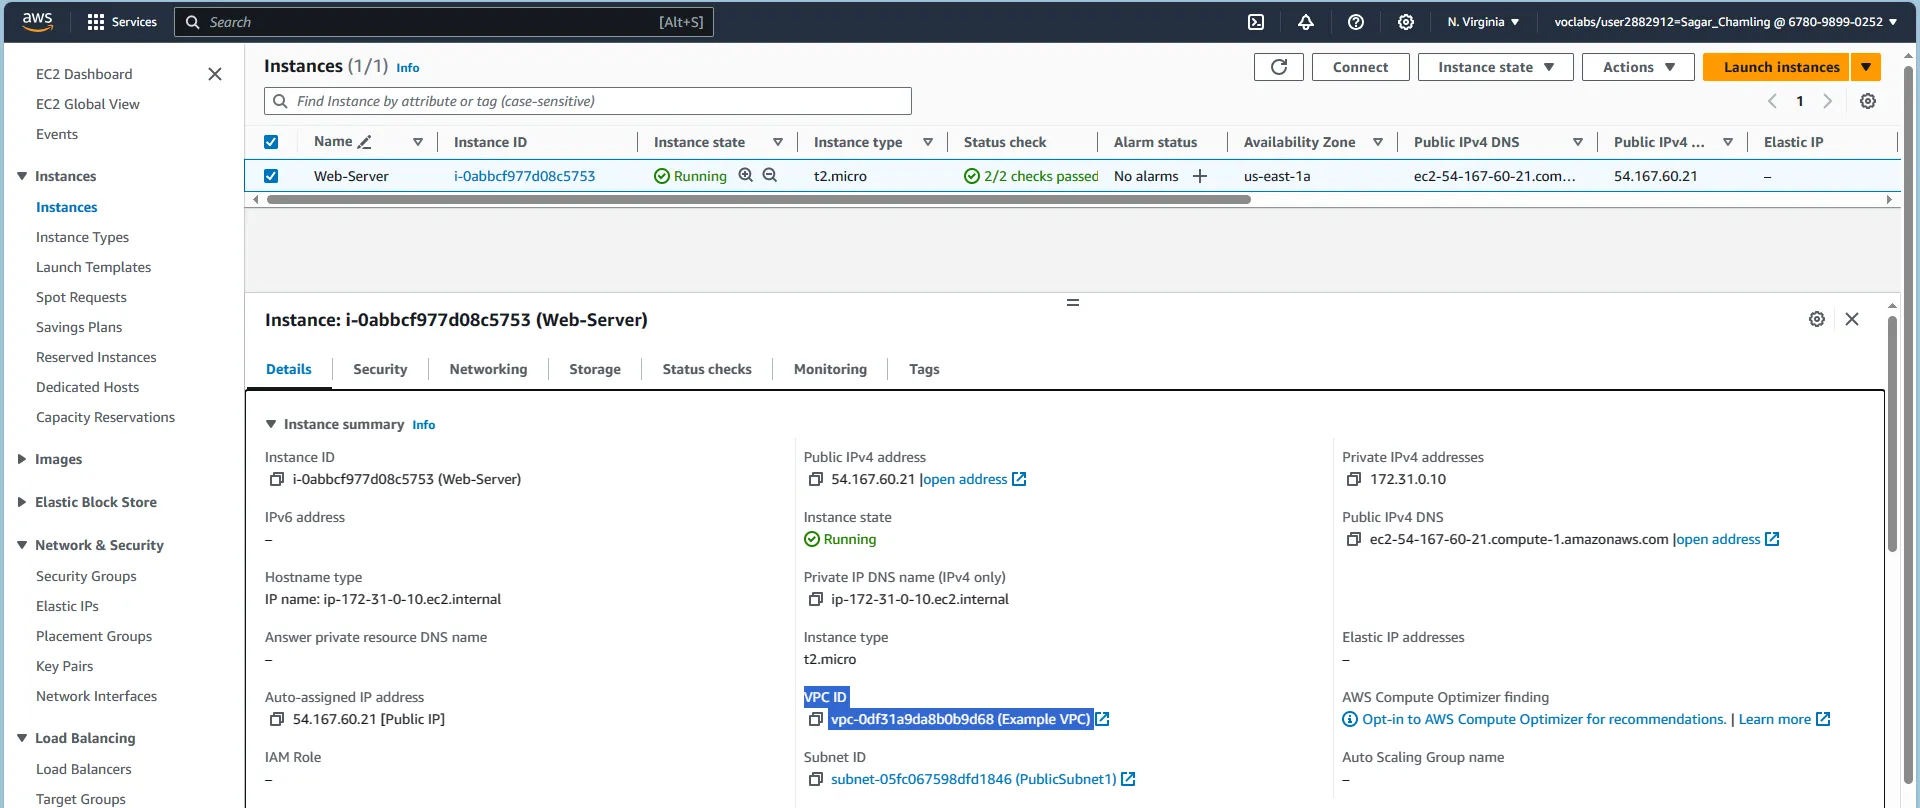 aws
Services
Search [Alt+S]
N. Virginia
voclabs/user2882912=Sagar_Chamling @ 6780-9899-0252
EC2 Dashboard
EC2 Global View
Events
Instances
Instances
Instance Types
Launch Templates
Spot Requests
Savings Plans
Reserved Instances
Dedicated Hosts
Capacity Reservations
Images
Elastic Block Store
Network & Security
Security Groups
Elastic IPs
Placement Groups
Key Pairs
Network Interfaces
Load Balancing
Load Balancers
Target Groups
Instances (1/1) Info
Connect
Instance state
Actions
Launch instances
Find Instance by attribute or tag (case-sensitive)
1
Name Instance ID Instance state Instance type Status check Alarm status Availability Zone Public IPv4 DNS Public IPv4 ... Elastic IP
Web-Server i-0abbcf977d08c5753 Running t2.micro 2/2 checks passed No alarms + us-east-1a ec2-54-167-60-21.com... 54.167.60.21 –
Instance: i-0abbcf977d08c5753 (Web-Server)
Details Security Networking Storage Status checks Monitoring Tags
Instance summary Info
Instance ID
i-0abbcf977d08c5753 (Web-Server)
Public IPv4 address
54.167.60.21 |open address
Private IPv4 addresses
172.31.0.10
IPv6 address
–
Instance state
Running
Public IPv4 DNS
ec2-54-167-60-21.compute-1.amazonaws.com |open address
Hostname type
IP name: ip-172-31-0-10.ec2.internal
Private IP DNS name (IPv4 only)
ip-172-31-0-10.ec2.internal
Answer private resource DNS name
–
Instance type
t2.micro
Elastic IP addresses
–
Auto-assigned IP address
54.167.60.21 [Public IP]
VPC ID
vpc-0df31a9da8b0b9d68 (Example VPC)
AWS Compute Optimizer finding
Opt-in to AWS Compute Optimizer for recommendations. | Learn more
IAM Role
–
Subnet ID
subnet-05fc067598dfd1846 (PublicSubnet1)
Auto Scaling Group name
–